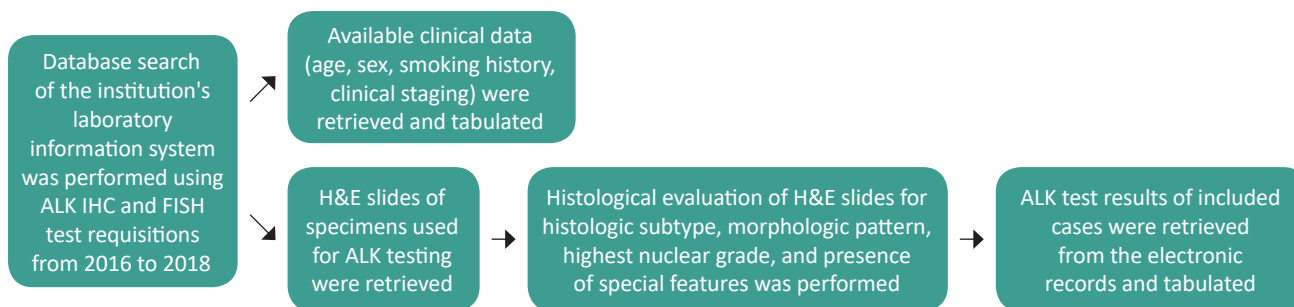 Database search
of the institution's
laboratory
information system
was performed using
ALK IHC and FISH
test requisitions
from 2016 to 2018
Available clinical data
(age, sex, smoking history,
clinical staging) were
retrieved and tabulated
H&E slides of
specimens used
for ALK testing
were retrieved
Histological evaluation of H&E slides for
histologic subtype, morphologic pattern,
highest nuclear grade, and presence
of special features was performed
ALK test results of included
cases were retrieved
from the electronic
records and tabulated